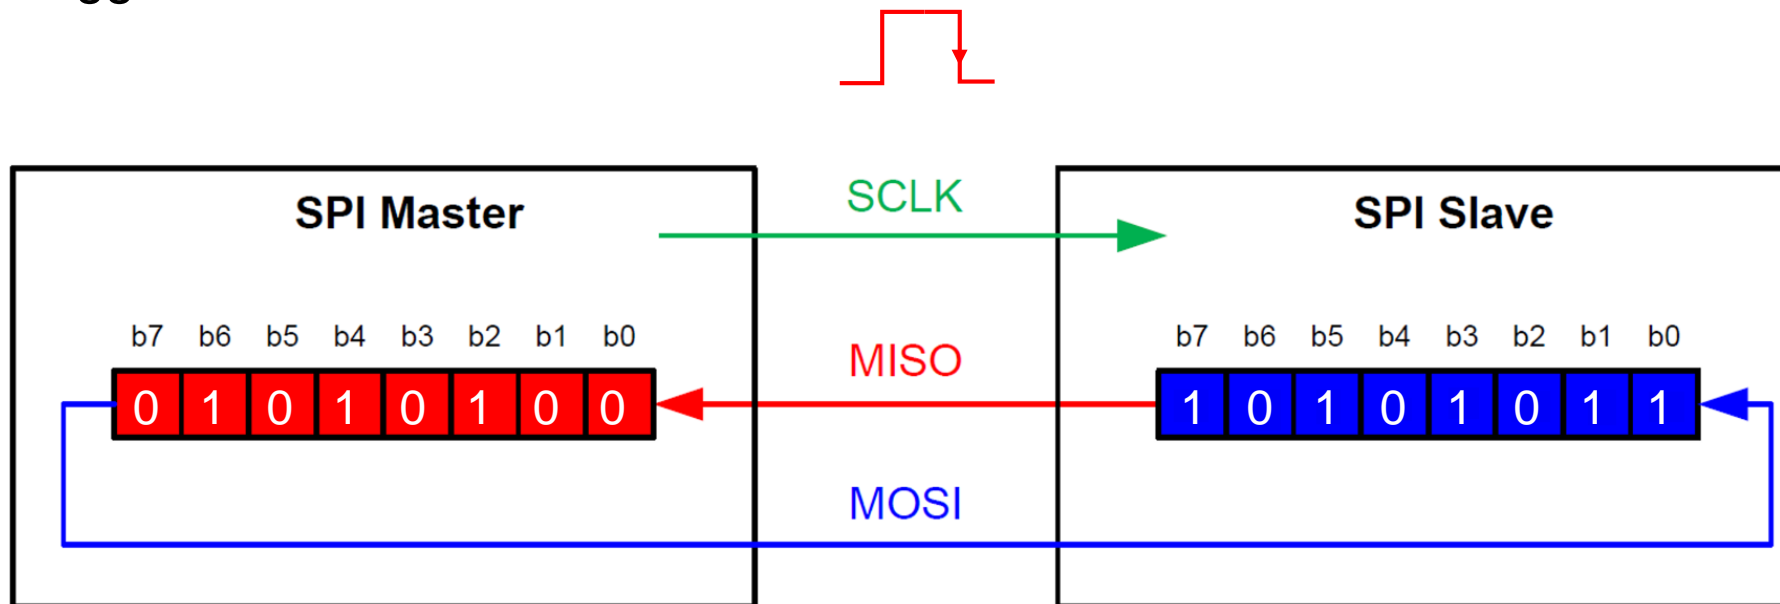 SCLK
SPI Master
SPI Slave
b7 b6 b5 b4 b3 b2 b1 b0
MISO
b7 b6 b5 b4 b3 b2 b1 b0
0 1 0 1 0 1 0 0
1 0 1 0 1 0 1 1
MOSI